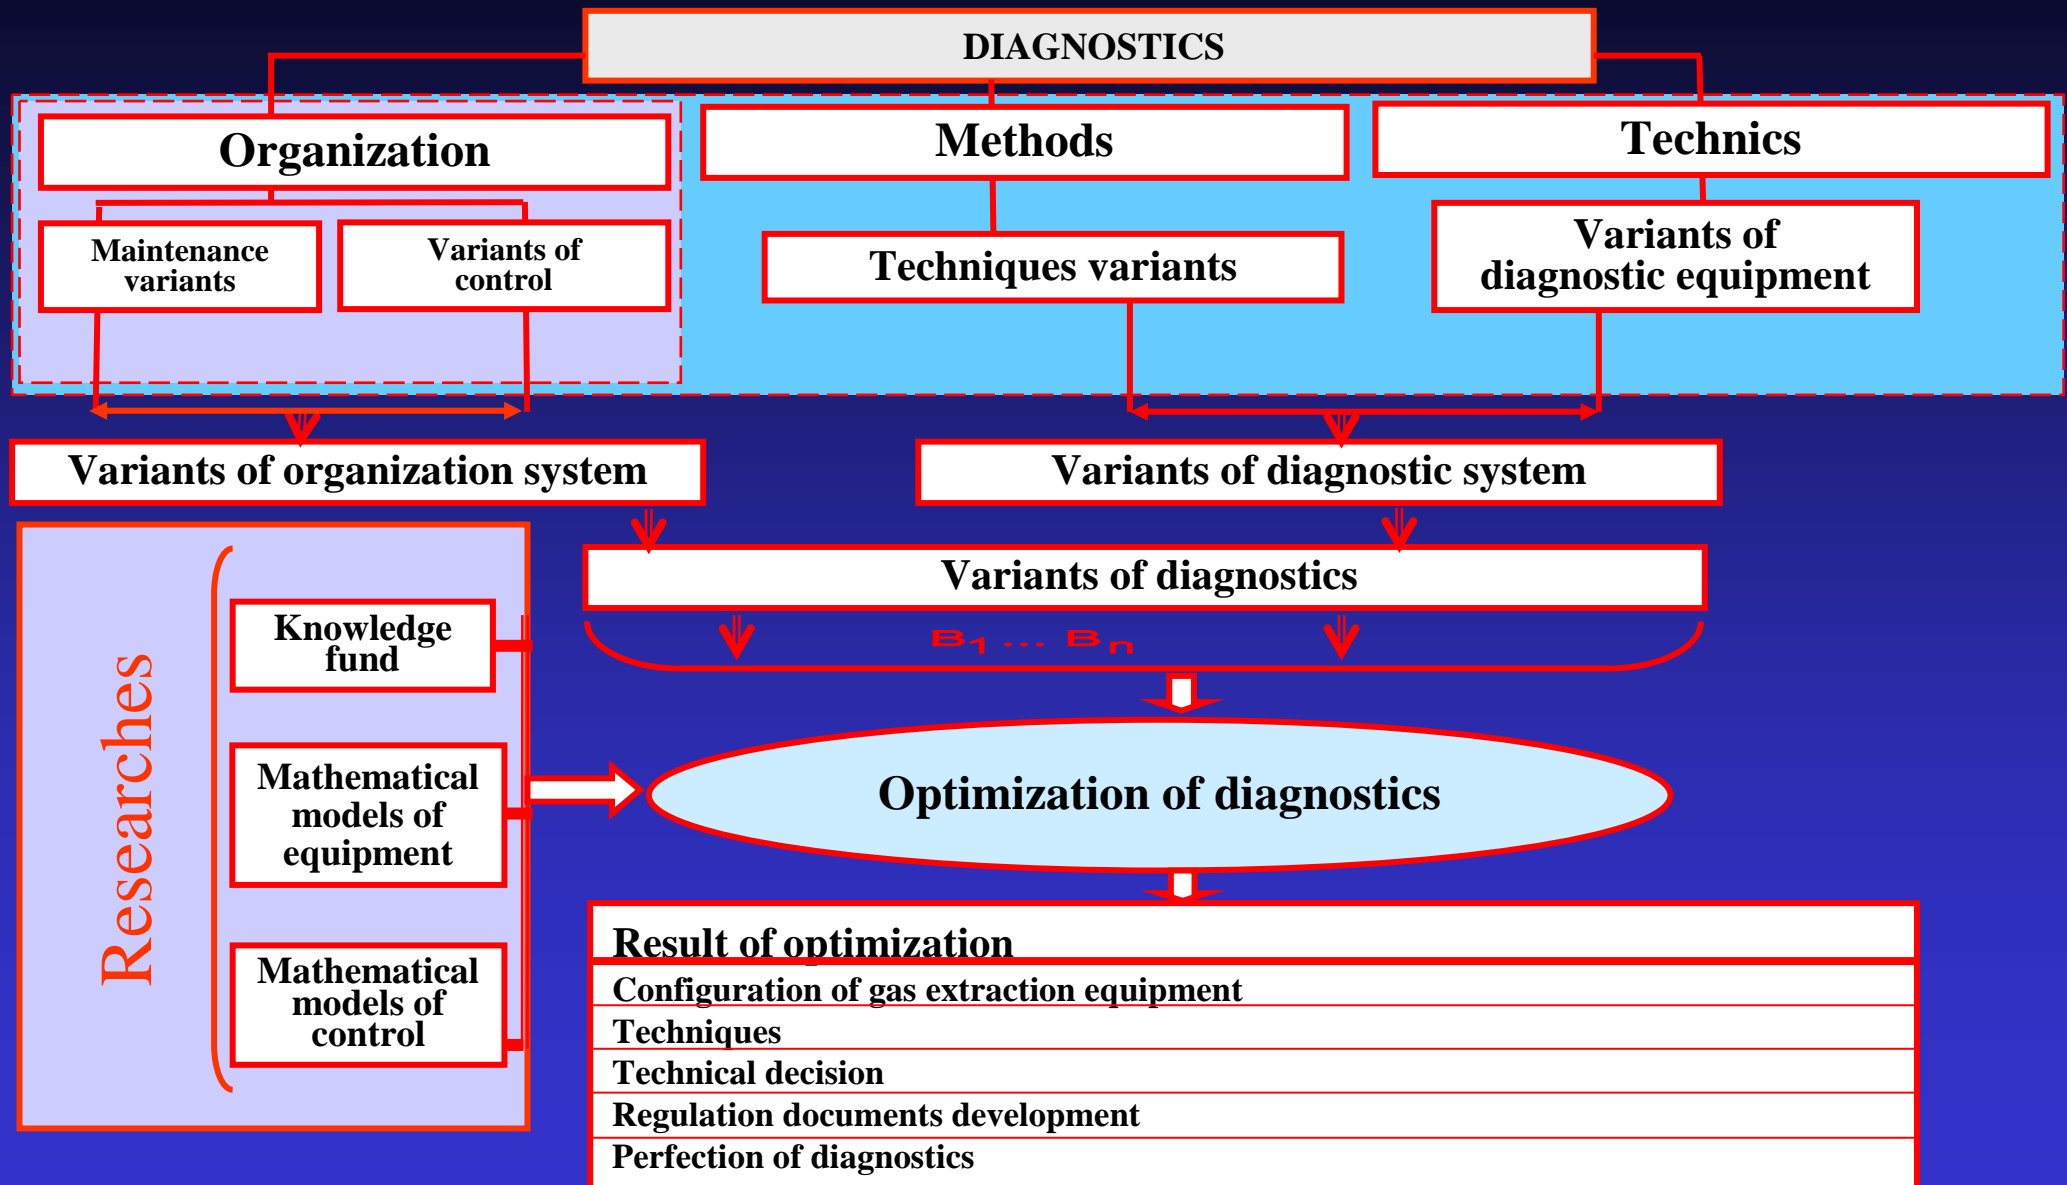 DIAGNOSTICS
Organization
Methods
Technics
Maintenance
variants
Variants of
control
Techniques variants
Variants of
diagnostic equipment
Variants of organization system
Variants of diagnostic system
Variants of diagnostics
B1 ... Bn
Researches
Knowledge
fund
Mathematical
models of
equipment
Mathematical
models of
control
Optimization of diagnostics
Result of optimization
Configuration of gas extraction equipment
Techniques
Technical decision
Regulation documents development
Perfection of diagnostics